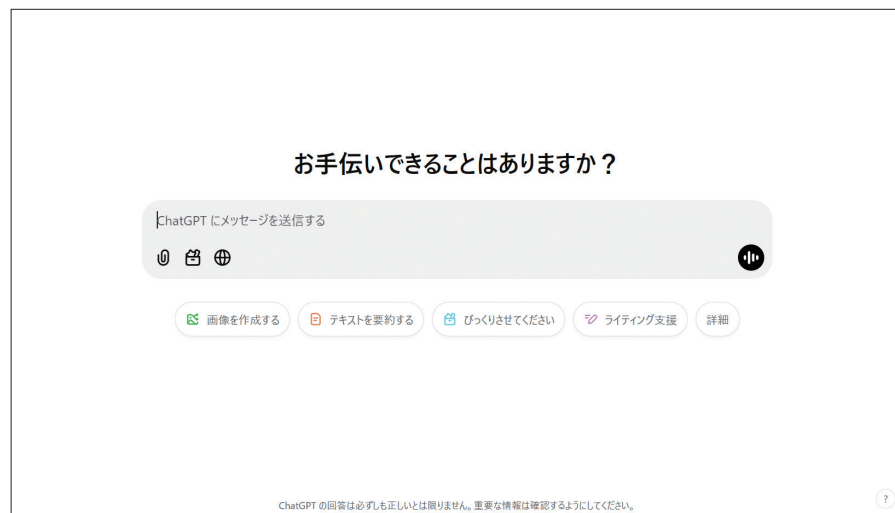 お手伝いできることはありますか？
ChatGPT にメッセージを送信する
画像を作成する テキストを要約する びっくりさせてください ライティング支援 詳細
ChatGPT の回答は必ずしも正しいとは限りません。重要な情報は確認するようにしてください。
?